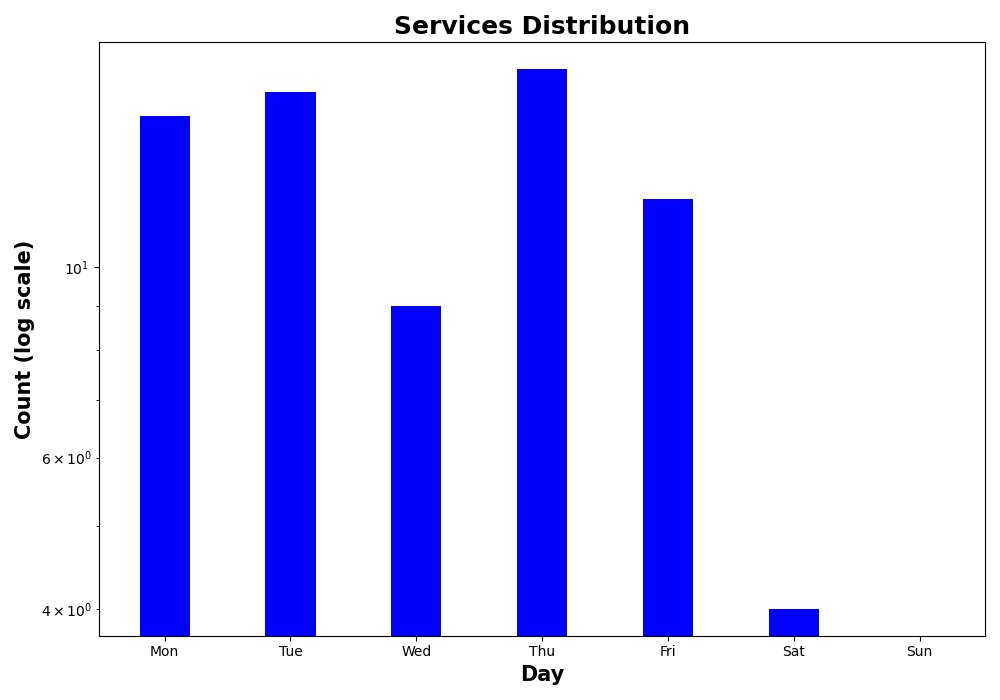 Services Distribution
Count (log scale)
10¹
6 × 10⁰
4 × 10⁰
Mon Tue Wed Thu Fri Sat Sun
Day